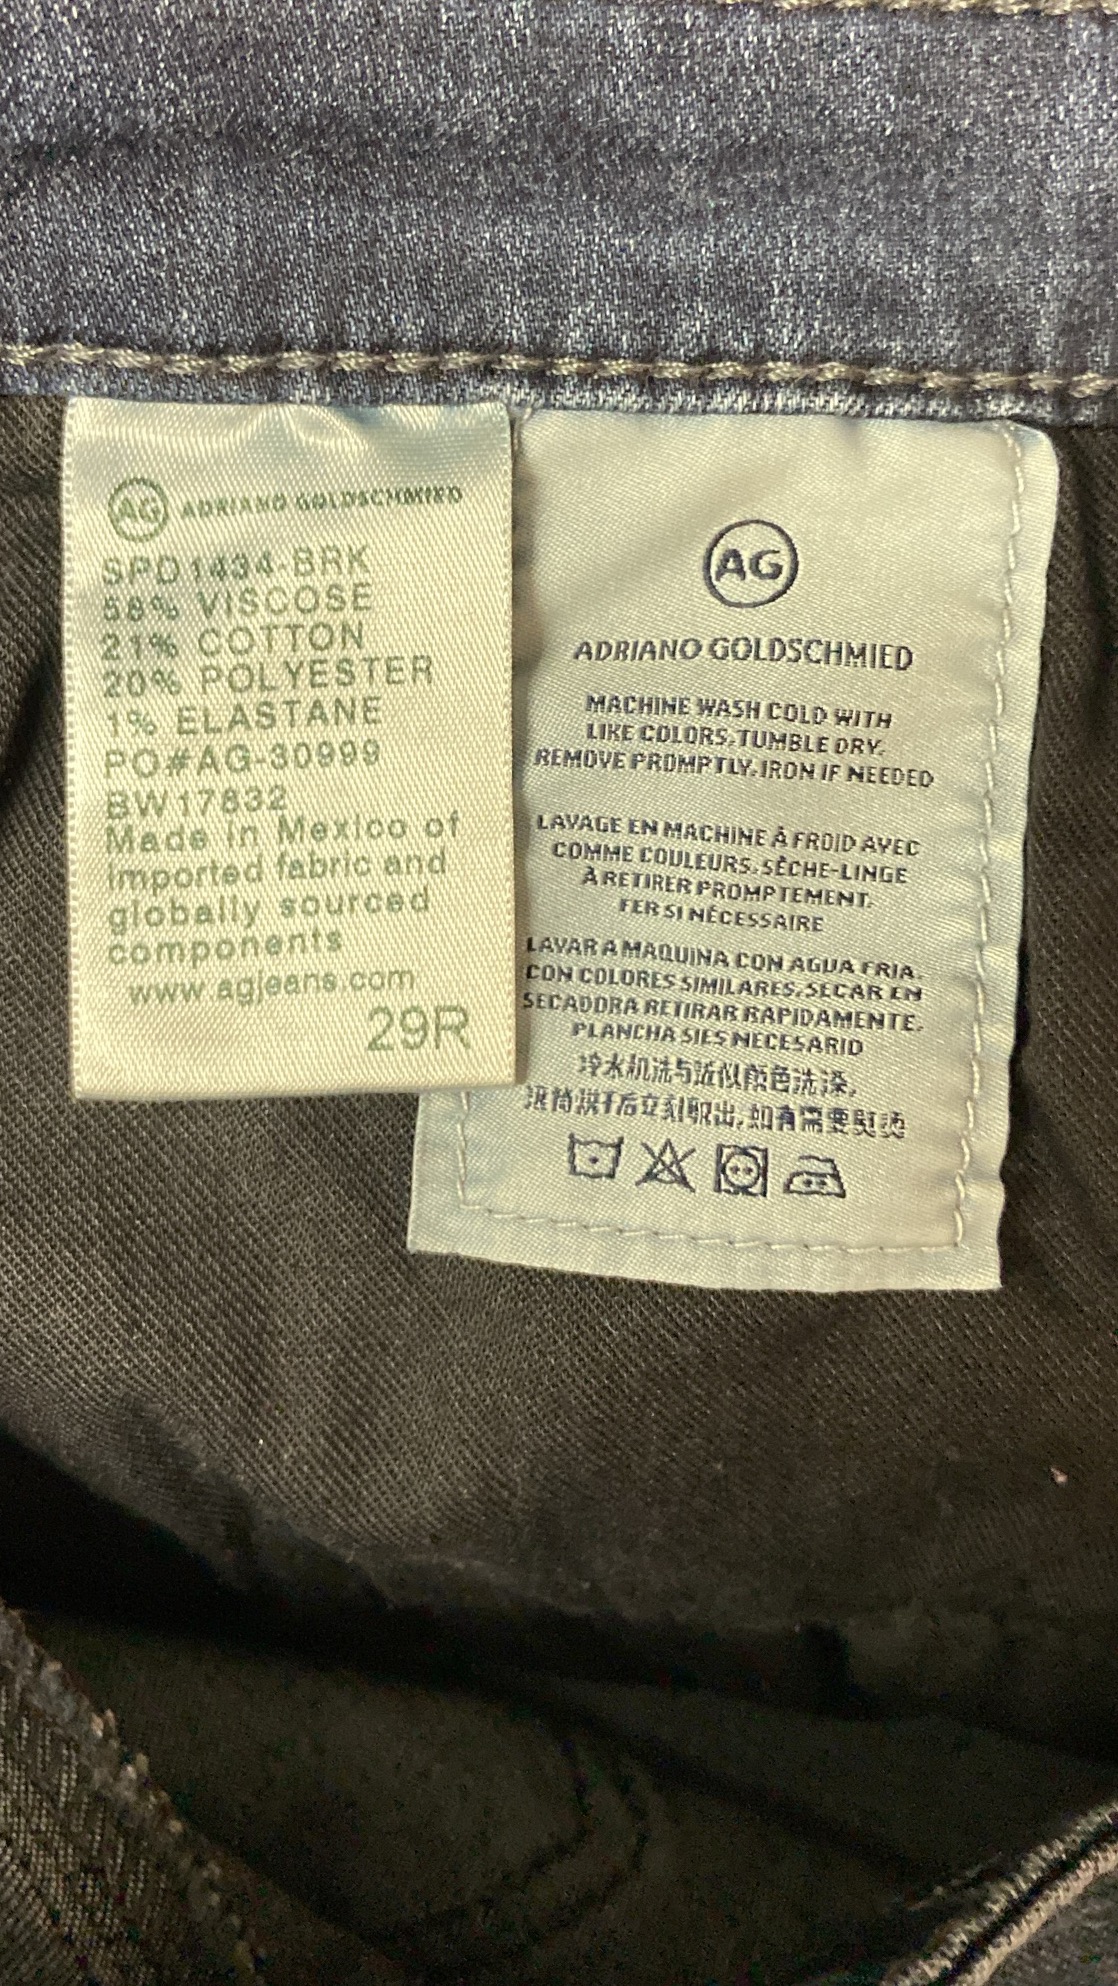 AG ADRIANO GOLDSCHMIED
SPD1434-BRK
58% VISCOSE
21% COTTON
20% POLYESTER
1% ELASTANE
PO#AG-30999
BW17832
Made in Mexico of
imported fabric and
globally sourced
components
www.agjeans.com
29R
AG
ADRIANO GOLDSCHMIED
MACHINE WASH COLD WITH
LIKE COLORS, TUMBLE DRY,
REMOVE PROMPTLY, IRON IF NEEDED
LAVAGE EN MACHINE À FROID AVEC
COMME COULEURS, SÈCHE-LINGE
À RETIRER PROMPTEMENT,
FER SI NÉCESSAIRE
LAVAR A MAQUINA CON AGUA FRIA
CON COLORES SIMILARES, SECAR EN
SECADORA RETIRAR RAPIDAMENTE,
PLANCHA SIES NECESARIO
冷水机洗与近似颜色洗涤,
滚筒烘干后立刻取出,如有需要熨烫